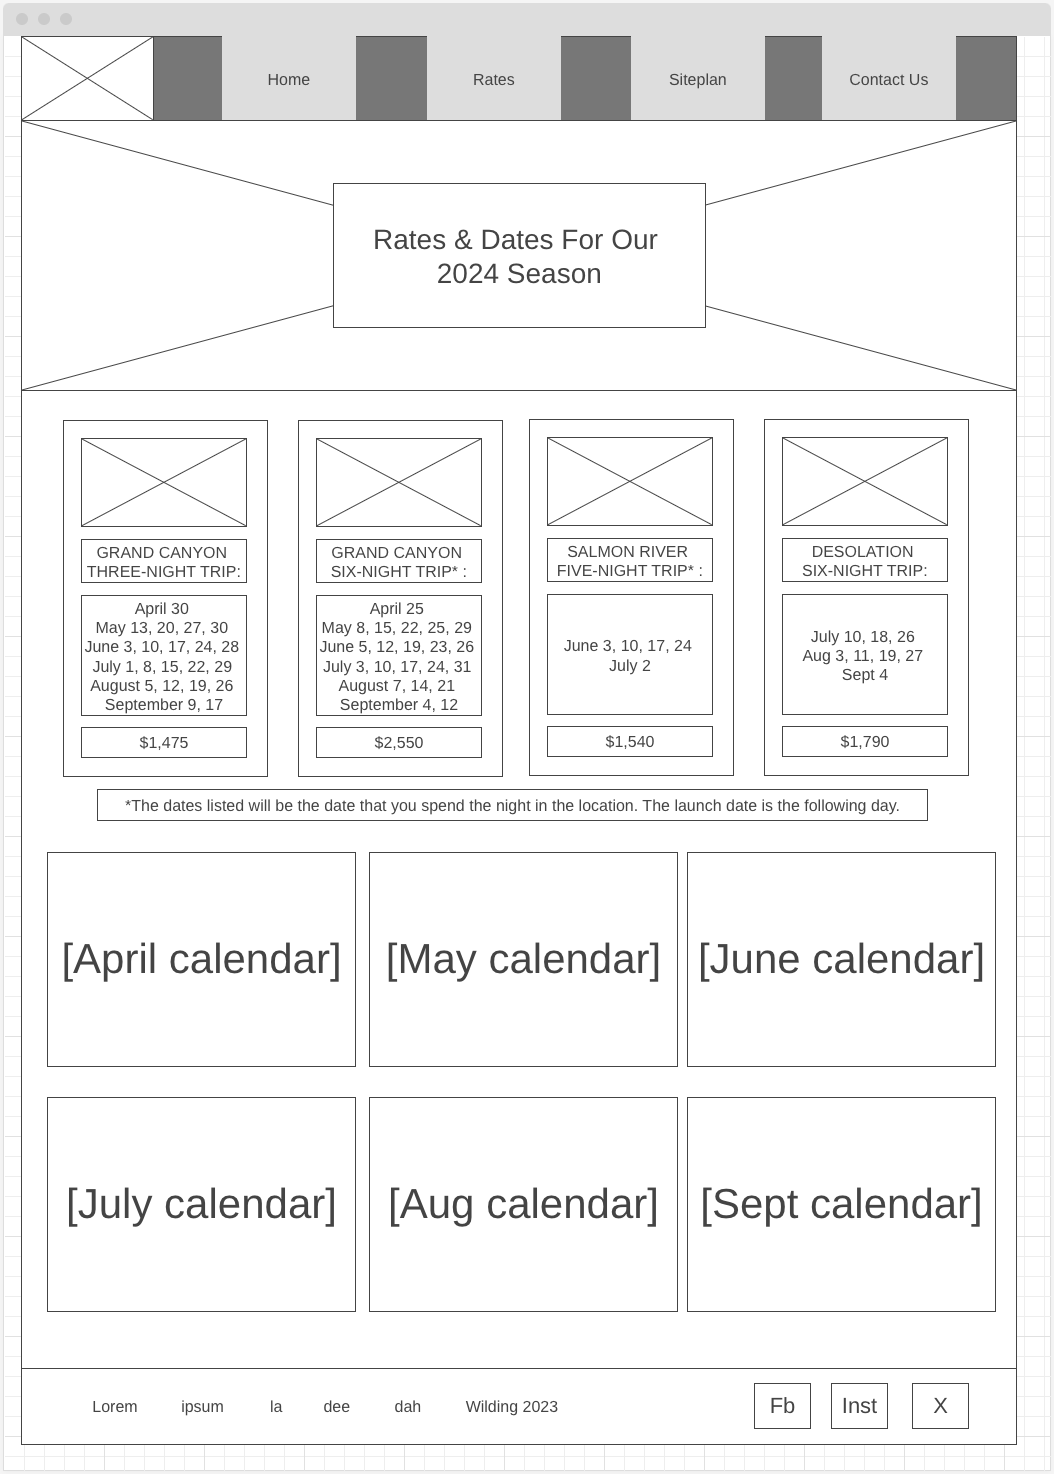 Home
Rates
Siteplan
Contact Us
Rates & Dates For Our
2024 Season
GRAND CANYON
THREE-NIGHT TRIP:
April 30
May 13, 20, 27, 30
June 3, 10, 17, 24, 28
July 1, 8, 15, 22, 29
August 5, 12, 19, 26
September 9, 17
$1,475
GRAND CANYON
SIX-NIGHT TRIP* :
April 25
May 8, 15, 22, 25, 29
June 5, 12, 19, 23, 26
July 3, 10, 17, 24, 31
August 7, 14, 21
September 4, 12
$2,550
SALMON RIVER
FIVE-NIGHT TRIP* :
June 3, 10, 17, 24
July 2
$1,540
DESOLATION
SIX-NIGHT TRIP:
July 10, 18, 26
Aug 3, 11, 19, 27
Sept 4
$1,790
*The dates listed will be the date that you spend the night in the location. The launch date is the following day.
[April calendar]
[May calendar]
[June calendar]
[July calendar]
[Aug calendar]
[Sept calendar]
Lorem ipsum la dee dah Wilding 2023
Fb
Inst
X